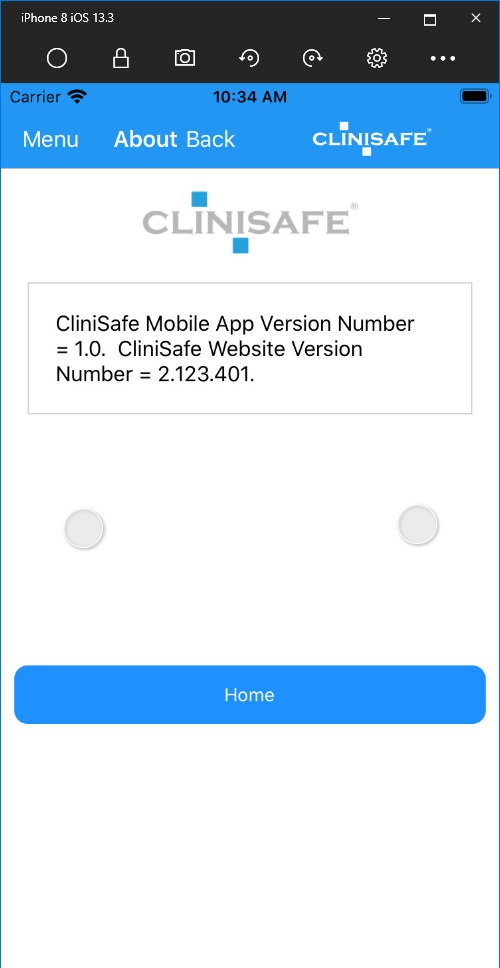 iPhone 8 iOS 13.3
Carrier 10:34 AM
Menu About Back CLINISAFE®
CLINISAFE®
CliniSafe Mobile App Version Number
= 1.0.  CliniSafe Website Version
Number = 2.123.401.
Home